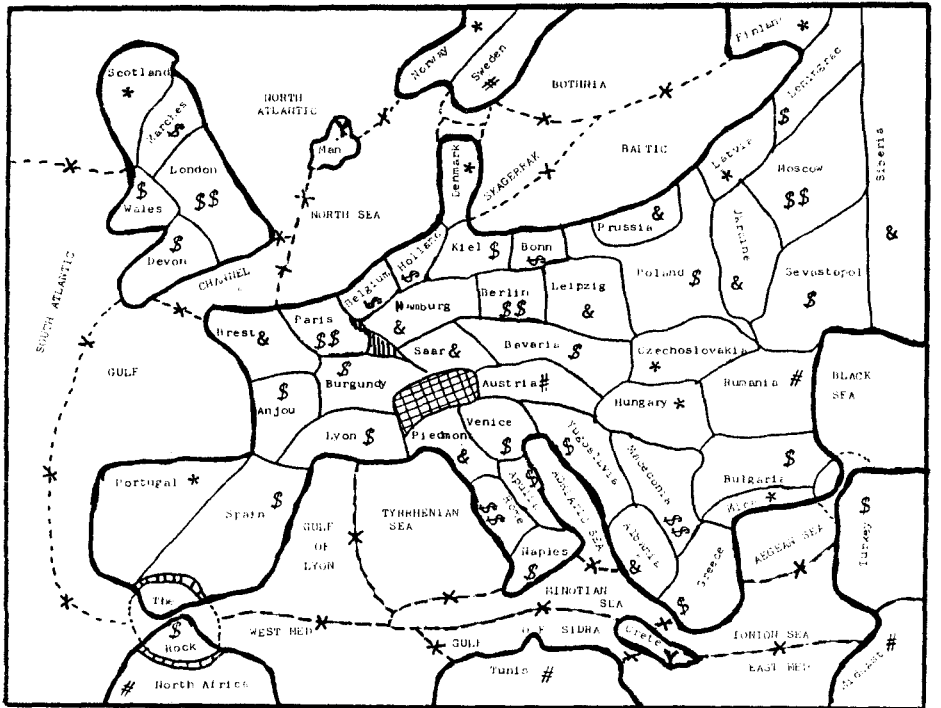 Scotland
*
Marches
$
London
$$
$
Wales
$
Devon
NORTH
ATLANTIC
Man
NORTH SEA
CHANNEL
SOUTH ATLANTIC
GULF
Norway
*
Sweden
#
Finland
*
BOTHNIA
BALTIC
SKAGERRAK
Denmark
*
Leningrad
$
Latvia
*
Moscow
$$
Siberia
&
Ukraine
&
Sevastopol
$
Prussia
&
Poland
$
Kiel $
Bonn
$
Holland
$
Belgium
$
Hamburg
&
Berlin
$$
Leipzig
&
Brest &
Paris
$$
Saar &
Bavaria
$
Czechoslovakia
*
Rumania #
BLACK
SEA
$
Burgundy
$
Anjou
Austria #
Hungary *
Lyon $
Piedmont
&
Venice
$
Yugoslavia
$
Macedonia
$$
$
Bulgaria
*
Portugal *
Spain $
GULF
OF
LYON
TYRRHENIAN
SEA
Apulia
&
Rome
$$
ADRIATIC SEA
Naples
$
Albania
&
Greece
$
AEGEAN SEA
$
Turkey
The
$
Rock
WEST MED
MINOTIAN
SEA
GULF OF SIDRA
Crete
IONION SEA
EAST MED
# North Africa
Tunis #
#